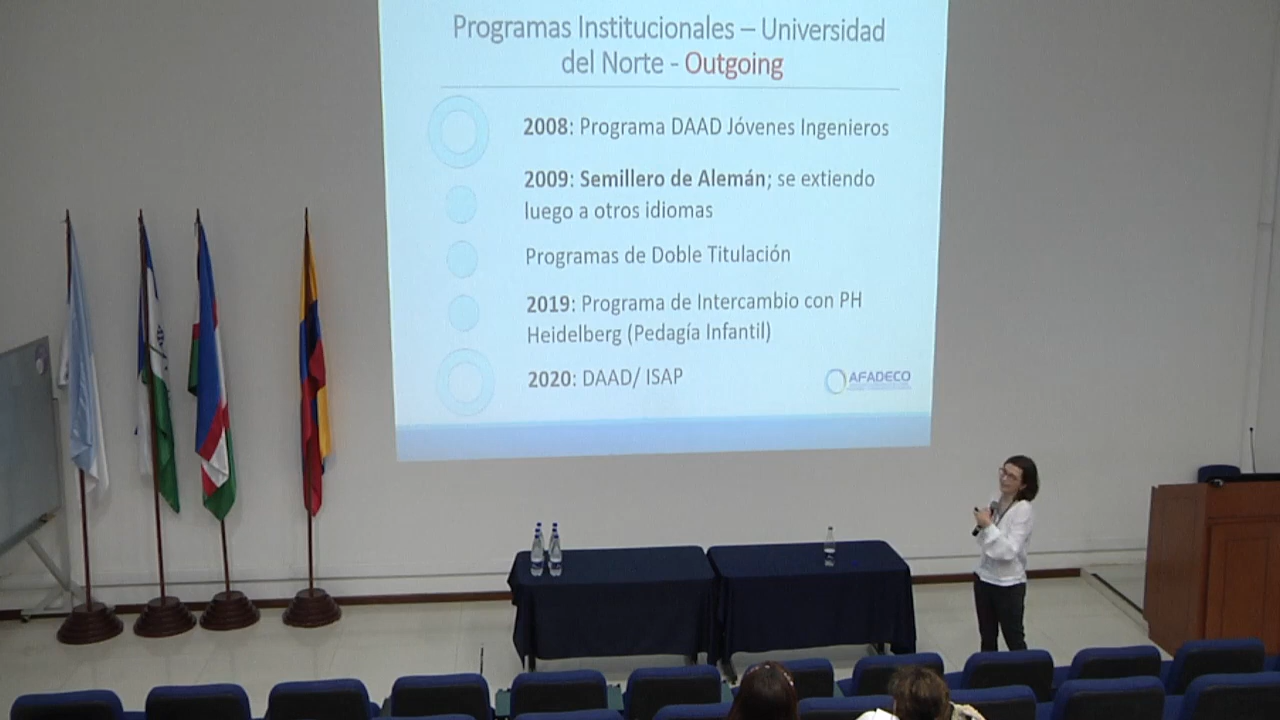 Programas Institucionales – Universidad
del Norte - Outgoing
2008: Programa DAAD Jóvenes Ingenieros
2009: Semillero de Alemán; se extiendo
luego a otros idiomas
Programas de Doble Titulación
2019: Programa de Intercambio con PH
Heidelberg (Pedagía Infantil)
2020: DAAD/ ISAP
AFADECO